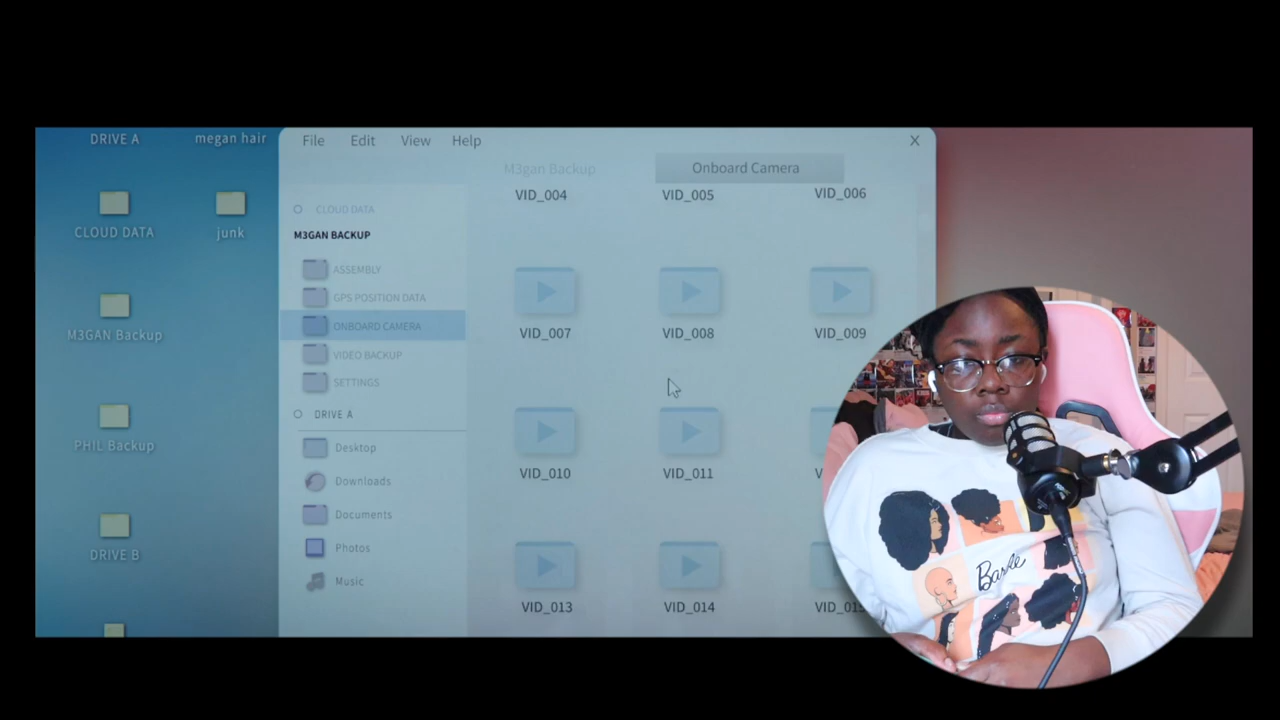 DRIVE A
megan hair
CLOUD DATA
junk
M3GAN Backup
PHIL Backup
DRIVE B
File Edit View Help X
M3gan Backup
Onboard Camera
CLOUD DATA
M3GAN BACKUP
ASSEMBLY
GPS POSITION DATA
ONBOARD CAMERA
VIDEO BACKUP
SETTINGS
DRIVE A
Desktop
Downloads
Documents
Photos
Music
VID_004 VID_005 VID_006
VID_007 VID_008 VID_009
VID_010 VID_011
VID_013 VID_014
Barbie